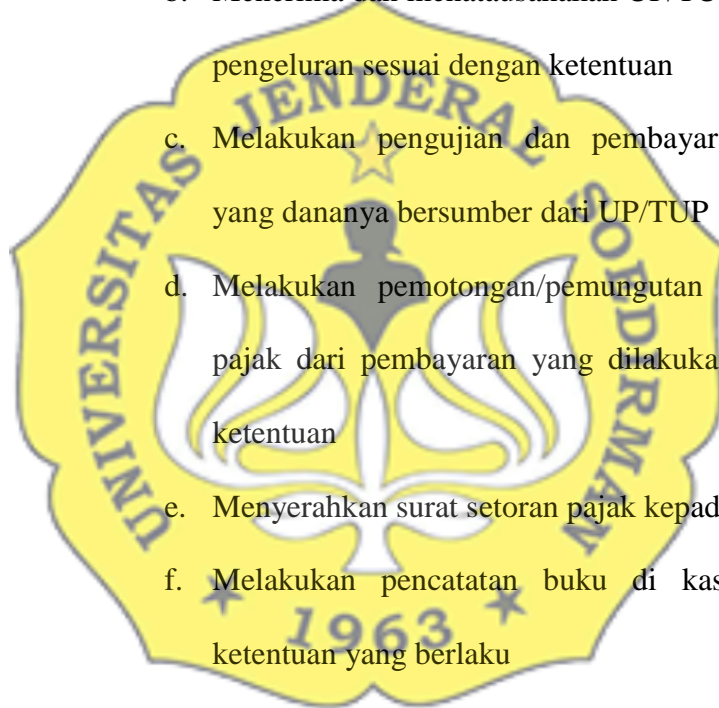 pengeluran sesuai dengan ketentuan
c. Melakukan pengujian dan pembayar
yang dananya bersumber dari UP/TUP
d. Melakukan pemotongan/pemungutan
pajak dari pembayaran yang dilakuka
ketentuan
e. Menyerahkan surat setoran pajak kepad
f. Melakukan pencatatan buku di kas
ketentuan yang berlaku
UNIVERSITAS JENDERAL SOEDIRMAN
1963